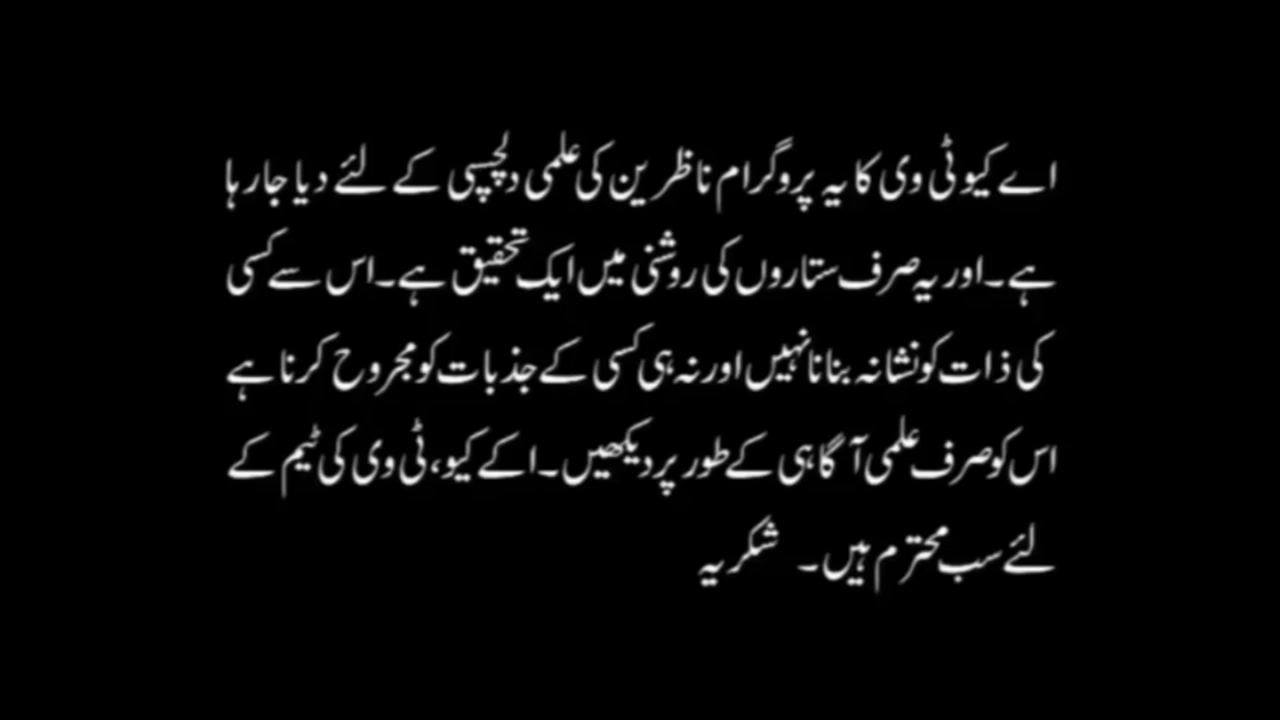 اے کیو ٹی وی کا یہ پروگرام ناظرین کی علمی دلچسپی کے لئے دیا جارہا
ہے۔اور یہ صرف ستاروں کی روشنی میں ایک تحقیق ہے۔اس سے کسی
کی ذات کو نشانہ بنانا نہیں اور نہ ہی کسی کے جذبات کو مجروح کرنا ہے
اس کو صرف علمی آگاہی کے طور پر دیکھیں۔اکے کیو،ٹی وی کی ٹیم کے
لئے سب محترم ہیں۔ شکریہ